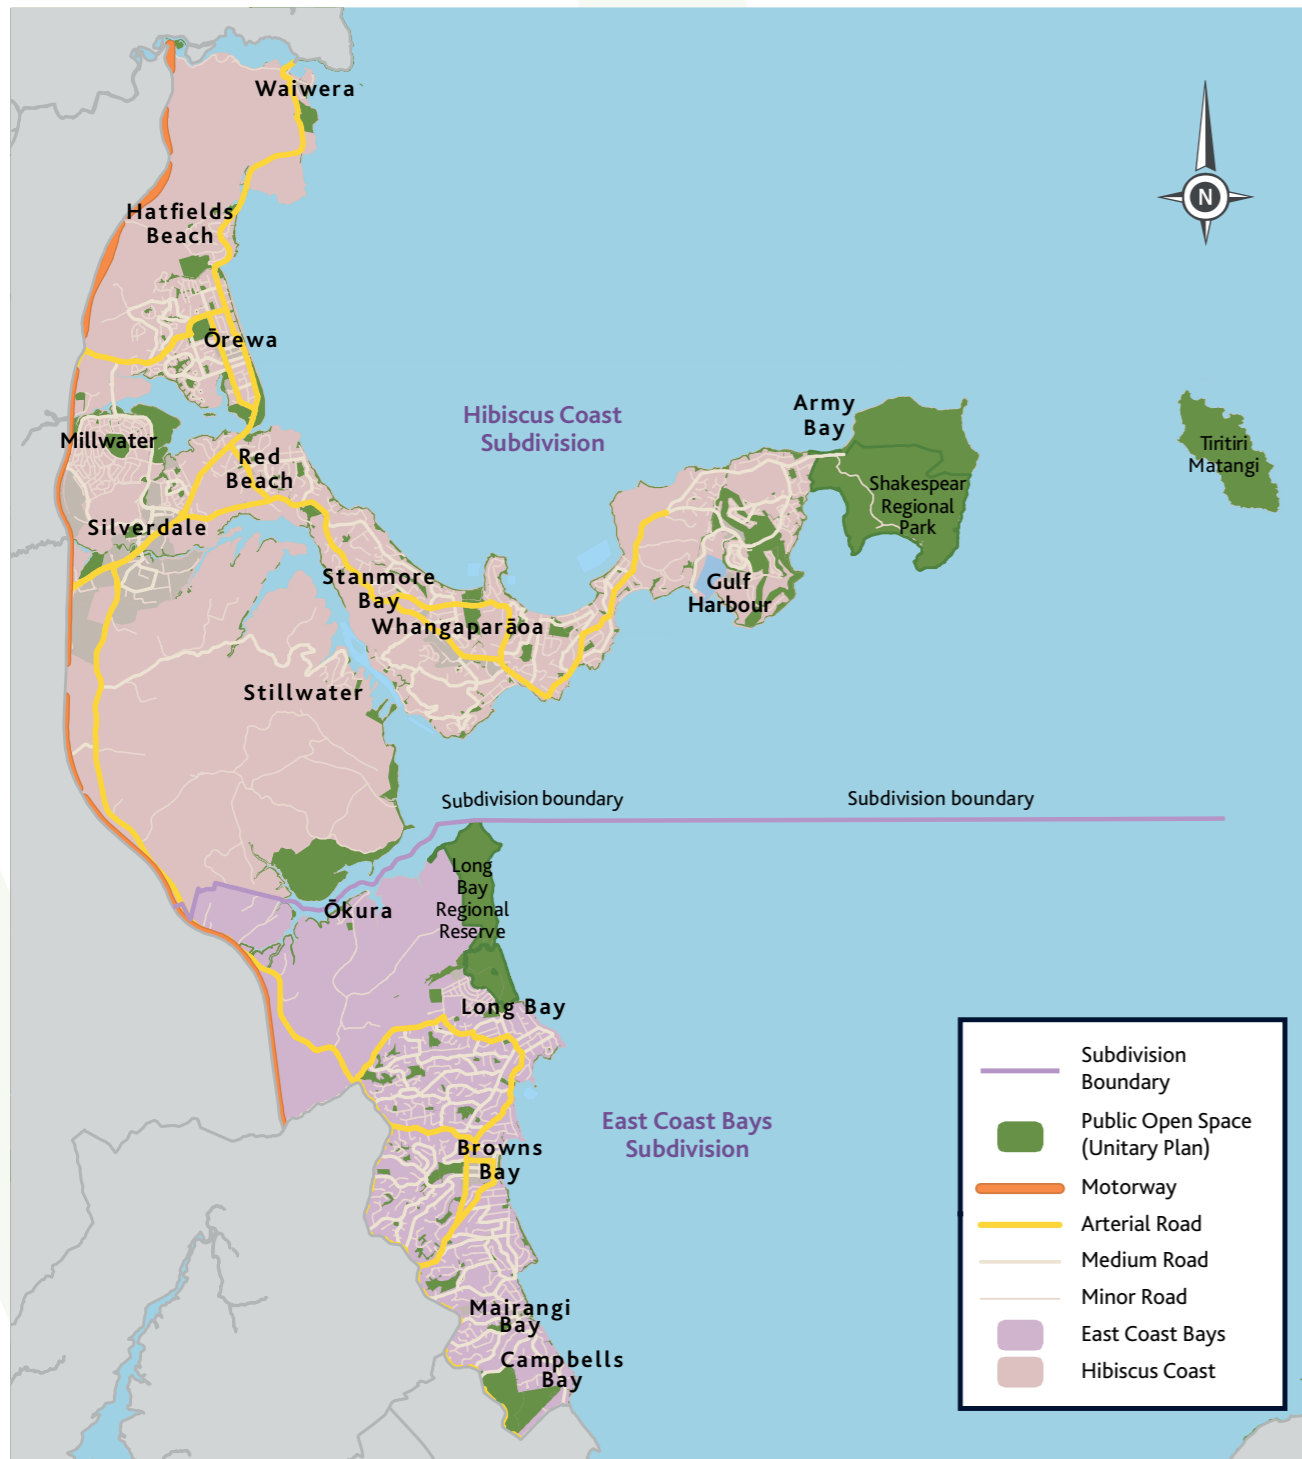 Waiwera
N
Hatfields
Beach
Ōrewa
Hibiscus Coast
Subdivision
Army
Bay
Millwater
Tiritiri
Matangi
Red
Beach
Shakespear
Regional
Park
Silverdale
Stanmore
Bay
Gulf
Harbour
Whangaparāoa
Stillwater
Subdivision boundary
Subdivision boundary
Long
Bay
Regional
Reserve
Ōkura
Long Bay
East Coast Bays
Subdivision
Browns
Bay
Mairangi
Bay
Campbells
Bay
Subdivision
Boundary
Public Open Space
(Unitary Plan)
Motorway
Arterial Road
Medium Road
Minor Road
East Coast Bays
Hibiscus Coast